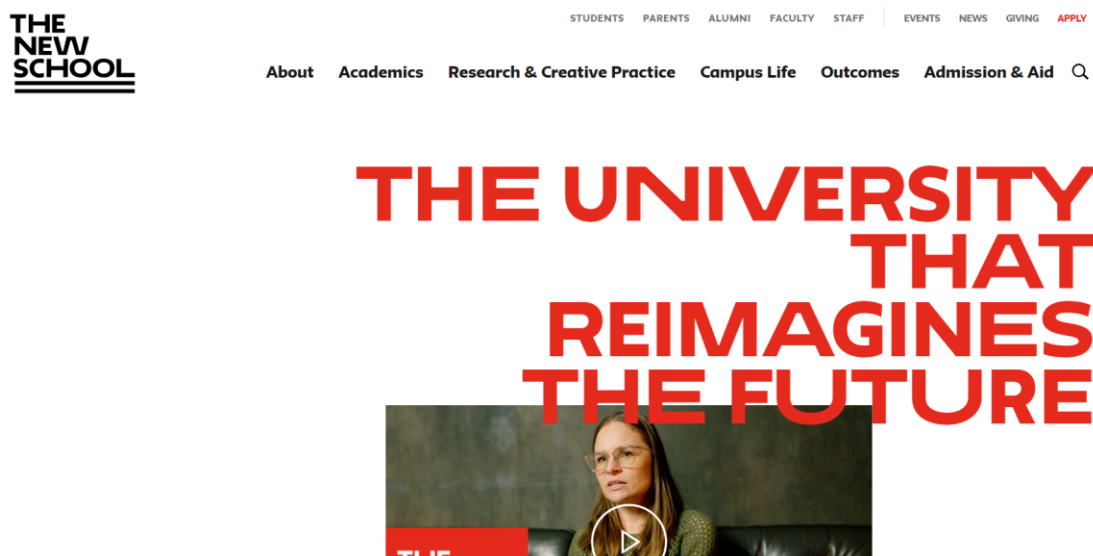 THE
NEW
SCHOOL
STUDENTS PARENTS ALUMNI FACULTY STAFF EVENTS NEWS GIVING APPLY
About Academics Research & Creative Practice Campus Life Outcomes Admission & Aid
THE UNIVERSITY
THAT
REIMAGINES
THE FUTURE
THE